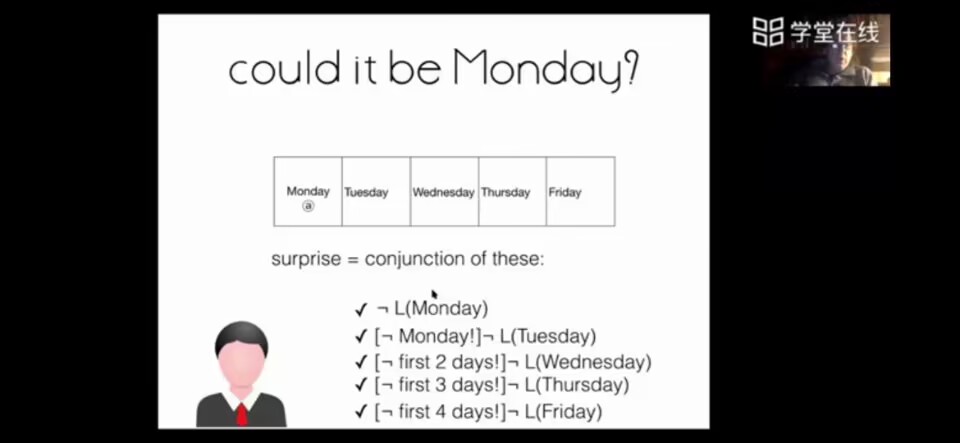 学堂在线
could it be Monday?
Monday Tuesday Wednesday Thursday Friday
ⓐ
surprise = conjunction of these:
✓ ¬ L(Monday)
✓ [¬ Monday!]¬ L(Tuesday)
✓ [¬ first 2 days!]¬ L(Wednesday)
✓ [¬ first 3 days!]¬ L(Thursday)
✓ [¬ first 4 days!]¬ L(Friday)